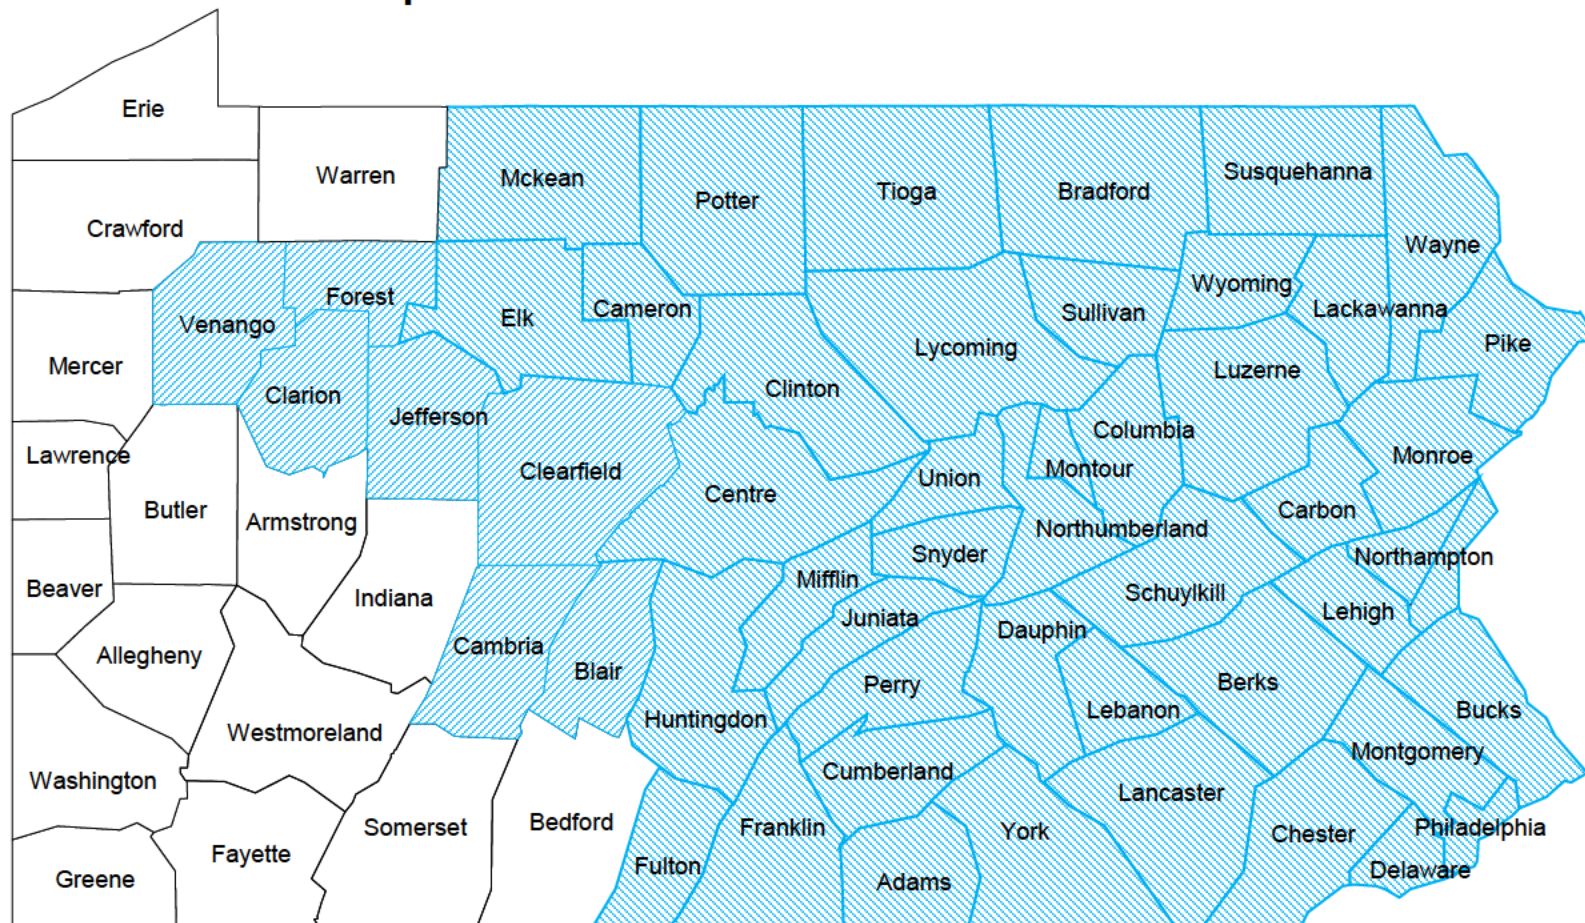 Erie
Warren
Mckean
Potter
Tioga
Bradford
Susquehanna
Crawford
Wayne
Venango
Forest
Elk
Cameron
Sullivan
Wyoming
Lackawanna
Mercer
Clarion
Jefferson
Clinton
Lycoming
Luzerne
Pike
Lawrence
Butler
Armstrong
Clearfield
Centre
Union
Montour
Columbia
Monroe
Carbon
Beaver
Indiana
Mifflin
Snyder
Northumberland
Northampton
Allegheny
Cambria
Blair
Juniata
Dauphin
Schuylkill
Lehigh
Westmoreland
Huntingdon
Perry
Lebanon
Berks
Bucks
Washington
Cumberland
Lancaster
Montgomery
Greene
Fayette
Somerset
Bedford
Fulton
Franklin
Adams
York
Chester
Delaware
Philadelphia